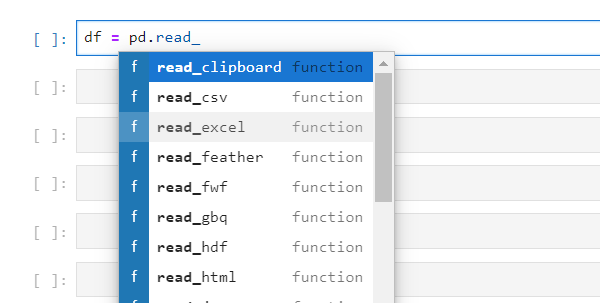 [ ]: df = pd.read_
f read_clipboard function
[ ]: f read_csv function
f read_excel function
[ ]: f read_feather function
[ ]: f read_fwf function
f read_gbq function
[ ]: f read_hdf function
[ ]: f read_html function